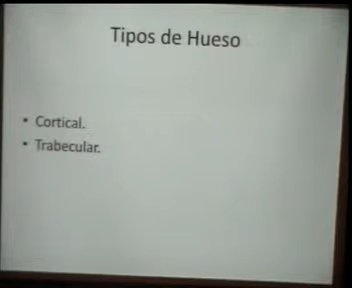 Tipos de Hueso
• Cortical.
• Trabecular.